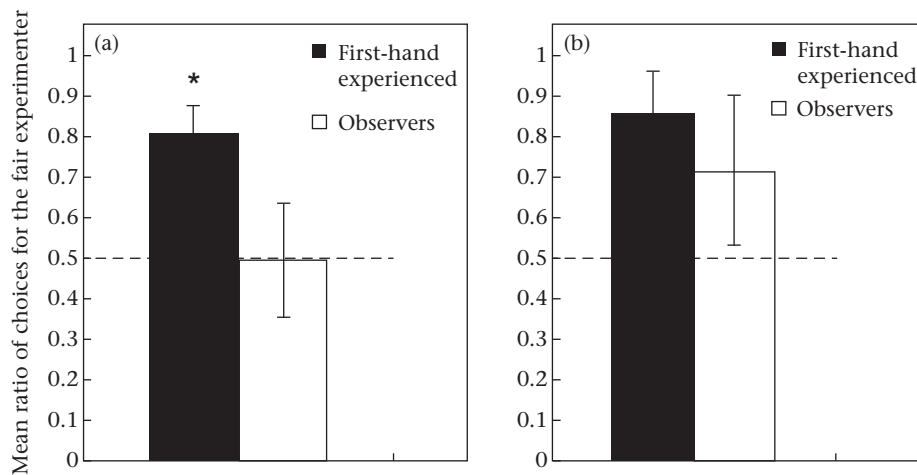 Mean ratio of choices for the fair experimenter
(a)
1
0.9
0.8
0.7
0.6
0.5
0.4
0.3
0.2
0.1
0
*
First-hand
experienced
Observers
(b)
1
0.9
0.8
0.7
0.6
0.5
0.4
0.3
0.2
0.1
0
First-hand
experienced
Observers